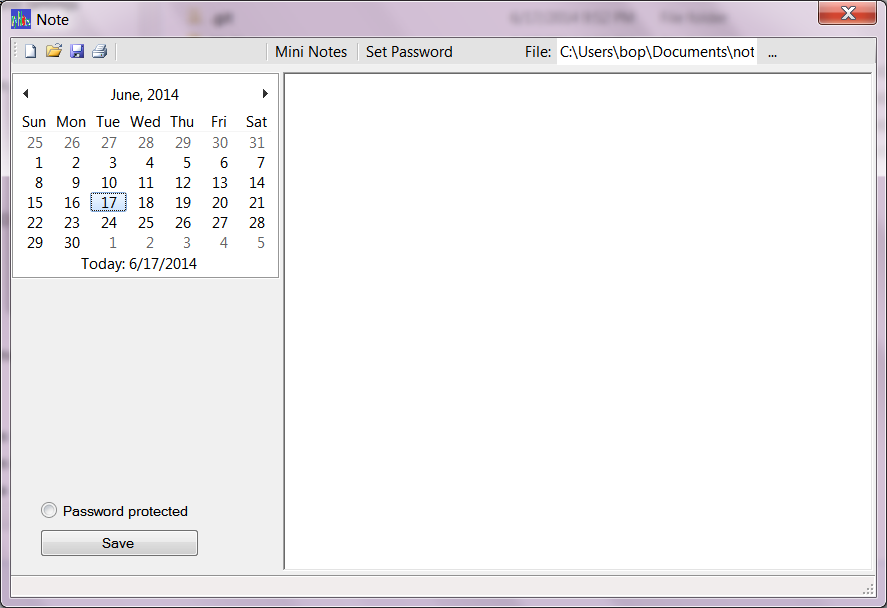 Note
Mini Notes Set Password File: C:\Users\bop\Documents\not ...
June, 2014
Sun Mon Tue Wed Thu Fri Sat
25 26 27 28 29 30 31
1 2 3 4 5 6 7
8 9 10 11 12 13 14
15 16 17 18 19 20 21
22 23 24 25 26 27 28
29 30 1 2 3 4 5
Today: 6/17/2014
Password protected
Save